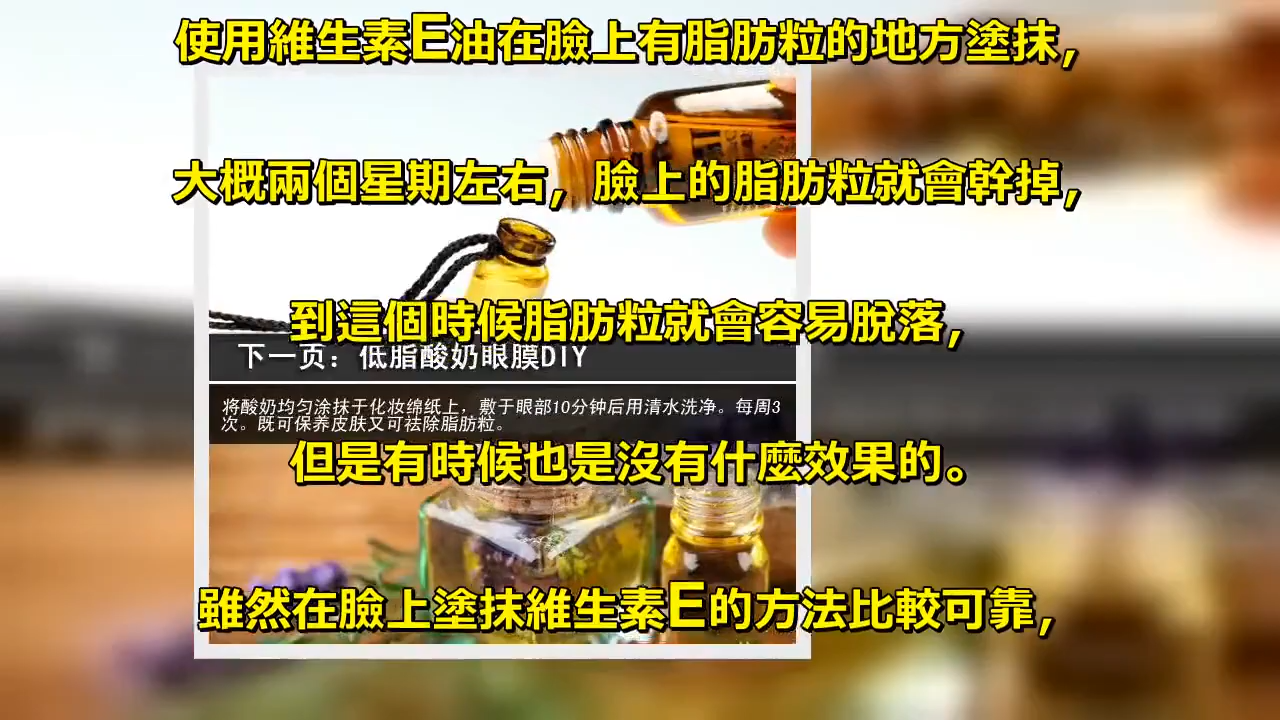 使用維生素E油在臉上有脂肪粒的地方塗抹，
大概兩個星期左右，臉上的脂肪粒就會幹掉，
到這個時候脂肪粒就會容易脫落，
下一页：低脂酸奶眼膜DIY
将酸奶均匀涂抹于化妆绵纸上，敷于眼部10分钟后用清水洗净。每周3
次。既可保养皮肤又可祛除脂肪粒。
但是有時候也是沒有什麼效果的。
雖然在臉上塗抹維生素E的方法比較可靠，